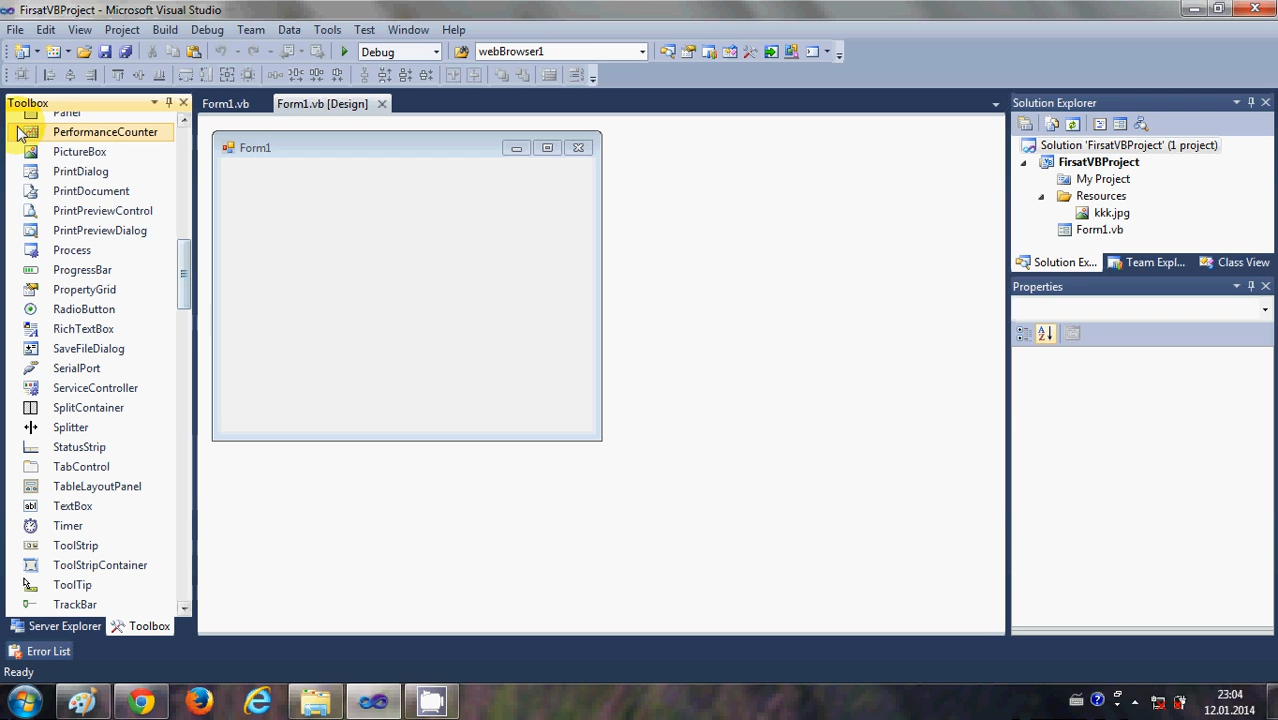 FirsatVBProject - Microsoft Visual Studio
File Edit View Project Build Debug Team Data Tools Test Window Help
Debug webBrowser1
Toolbox
Panel
PerformanceCounter
PictureBox
PrintDialog
PrintDocument
PrintPreviewControl
PrintPreviewDialog
Process
ProgressBar
PropertyGrid
RadioButton
RichTextBox
SaveFileDialog
SerialPort
ServiceController
SplitContainer
Splitter
StatusStrip
TabControl
TableLayoutPanel
TextBox
Timer
ToolStrip
ToolStripContainer
ToolTip
TrackBar
Server Explorer Toolbox
Error List
Ready
Form1.vb Form1.vb [Design]
Form1
Solution Explorer
Solution 'FirsatVBProject' (1 project)
FirsatVBProject
My Project
Resources
kkk.jpg
Form1.vb
Solution Ex... Team Expl... Class View
Properties
23:04
12.01.2014